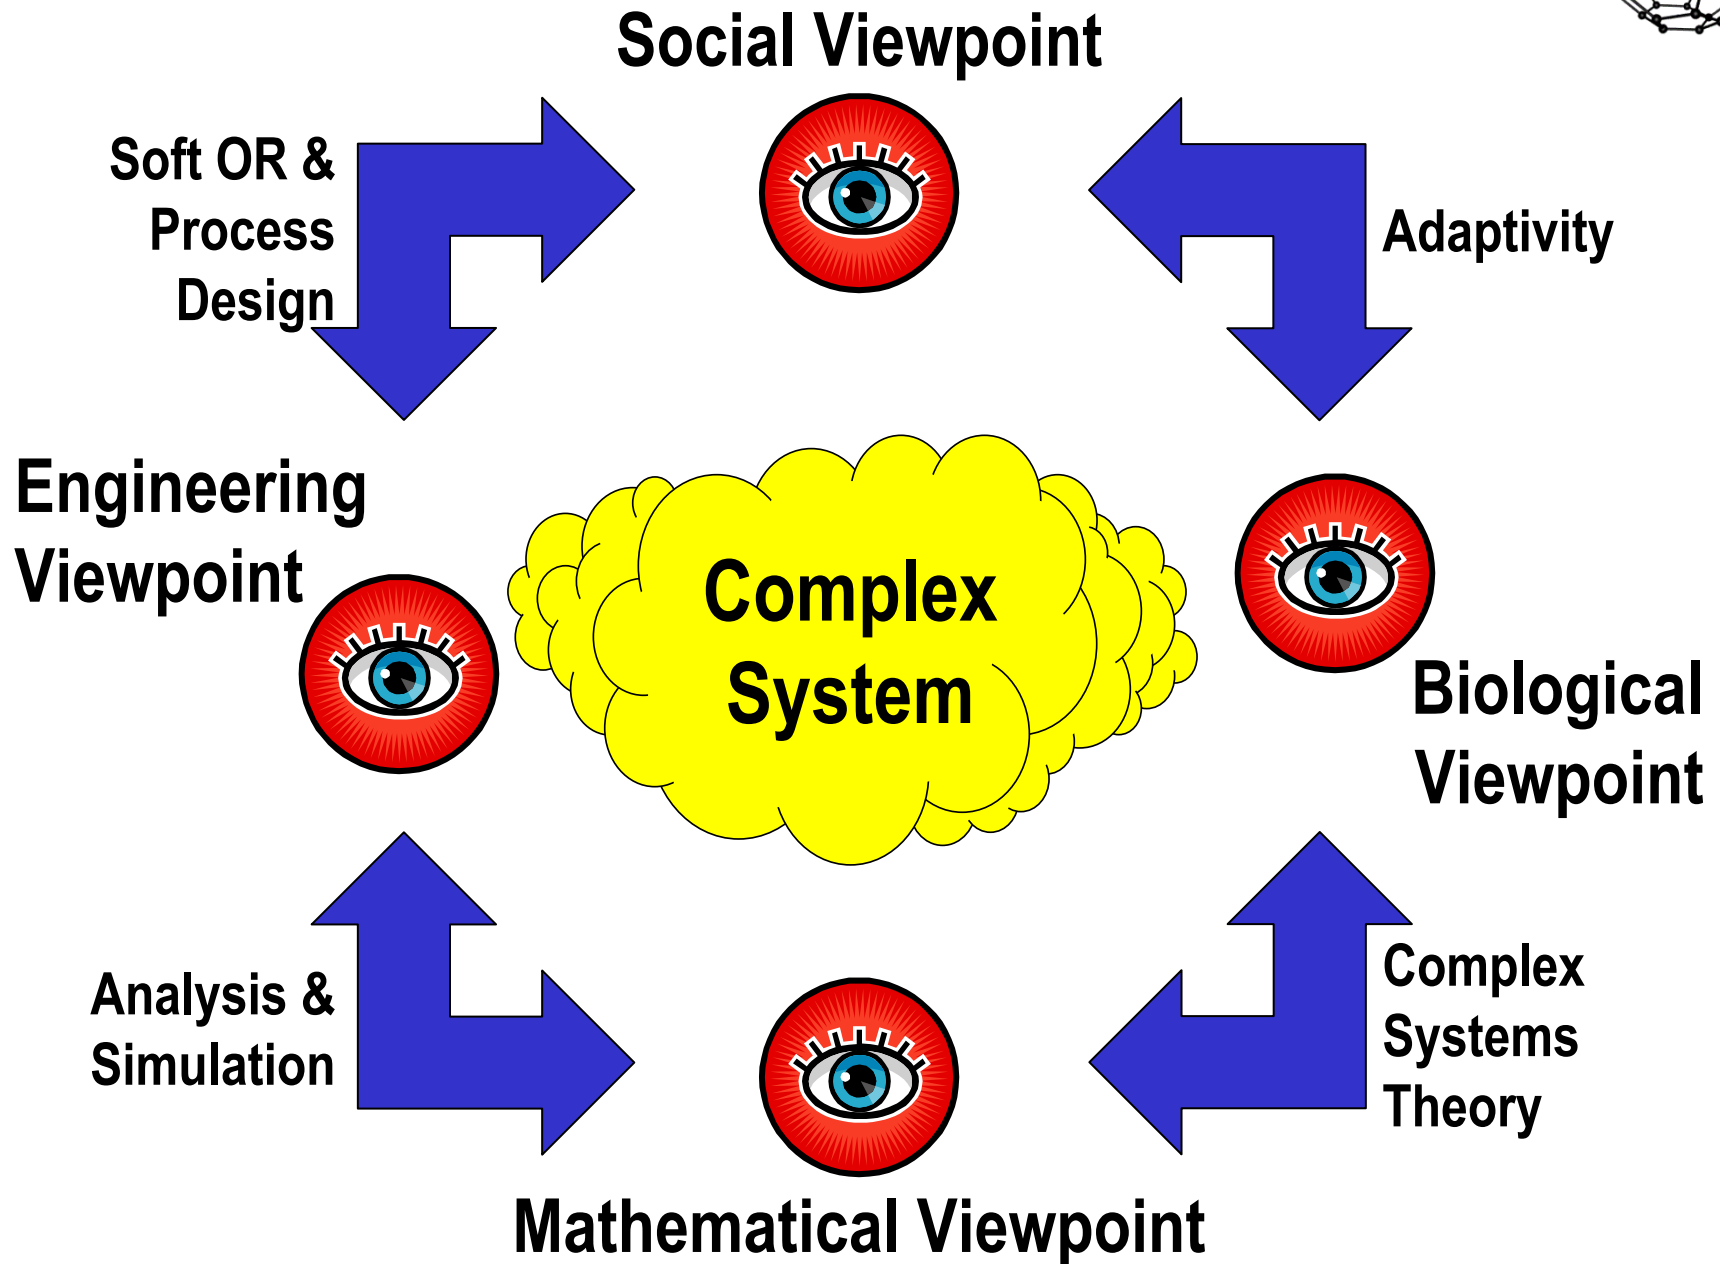 Social Viewpoint
Soft OR &
Process
Design
Adaptivity
Engineering
Viewpoint
Complex
System
Biological
Viewpoint
Analysis &
Simulation
Complex
Systems
Theory
Mathematical Viewpoint